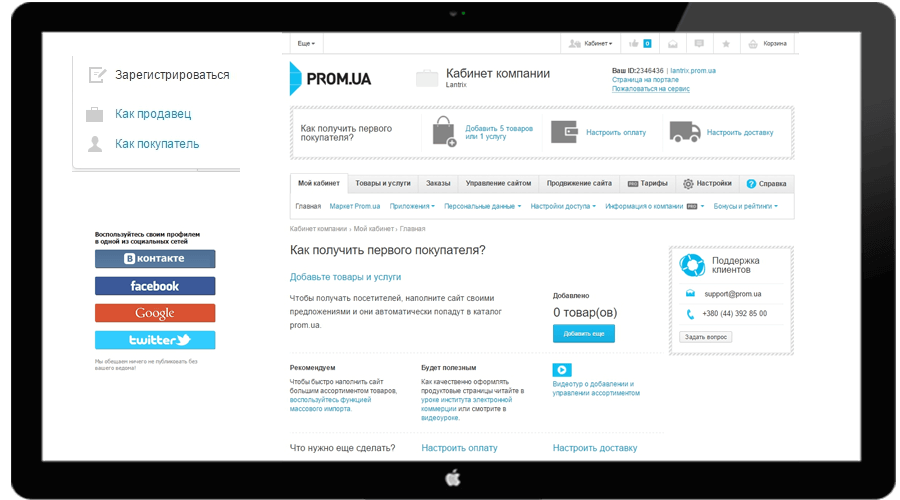 Зарегистрироваться
Как продавец
Как покупатель
Воспользуйтесь своим профилем
в одной из социальных сетей
В контакте
facebook
Google
twitter
Мы обещаем ничего не публиковать без
вашего ведома!
Еще
Кабинет
0
Корзина
PROM.UA
Кабинет компании
Lantrix
Ваш ID:2346436 | lantrix.prom.ua
Страница на портале
Пожаловаться на сервис
Как получить первого
покупателя?
Добавить 5 товаров
или 1 услугу
Настроить оплату
Настроить доставку
Мой кабинет
Товары и услуги
Заказы
Управление сайтом
Продвижение сайта
PRO Тарифы
Настройки
? Справка
Главная
Маркет Prom.ua
Приложения
Персональные данные
Настройки доступа
Информация о компании PRO
Бонусы и рейтинги
Кабинет компании › Мой кабинет › Главная
Как получить первого покупателя?
Добавьте товары и услуги
Чтобы получать посетителей, наполните сайт своими
предложениями и они автоматически попадут в каталог
prom.ua.
Добавлено
0 товар(ов)
Добавить еще
Поддержка
клиентов
support@prom.ua
+380 (44) 392 85 00
Задать вопрос
Рекомендуем
Чтобы быстро наполнить сайт
большим ассортиментом товаров,
воспользуйтесь функцией
массового импорта.
Будет полезным
Как качественно оформлять
продуктовые страницы читайте в
уроке института электронной
коммерции или смотрите в
видеоуроке.
Видеотур о добавлении и
управлении ассортиментом
Что нужно еще сделать?
Настроить оплату
Настроить доставку